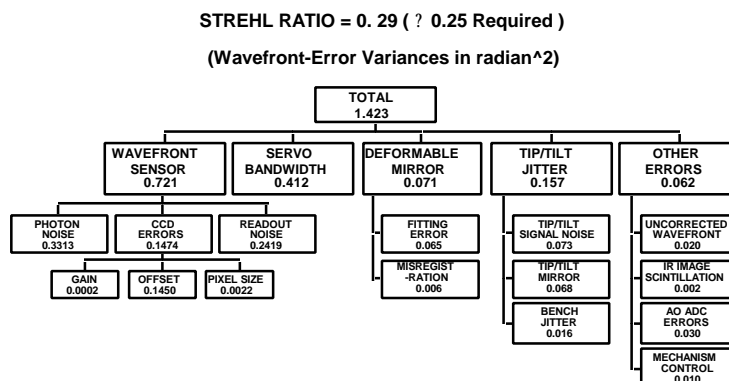 STREHL RATIO = 0. 29 ( ? 0.25 Required )
(Wavefront-Error Variances in radian^2)
TOTAL
1.423
WAVEFRONT
SENSOR
0.721
SERVO
BANDWIDTH
0.412
DEFORMABLE
MIRROR
0.071
TIP/TILT
JITTER
0.157
OTHER
ERRORS
0.062
PHOTON
NOISE
0.3313
CCD
ERRORS
0.1474
READOUT
NOISE
0.2419
GAIN
0.0002
OFFSET
0.1450
PIXEL SIZE
0.0022
FITTING
ERROR
0.065
MISREGIST
-RATION
0.006
TIP/TILT
SIGNAL NOISE
0.073
TIP/TILT
MIRROR
0.068
BENCH
JITTER
0.016
UNCORRECTED
WAVEFRONT
0.020
IR IMAGE
SCINTILLATION
0.002
AO ADC
ERRORS
0.030
MECHANISM
CONTROL
0.010